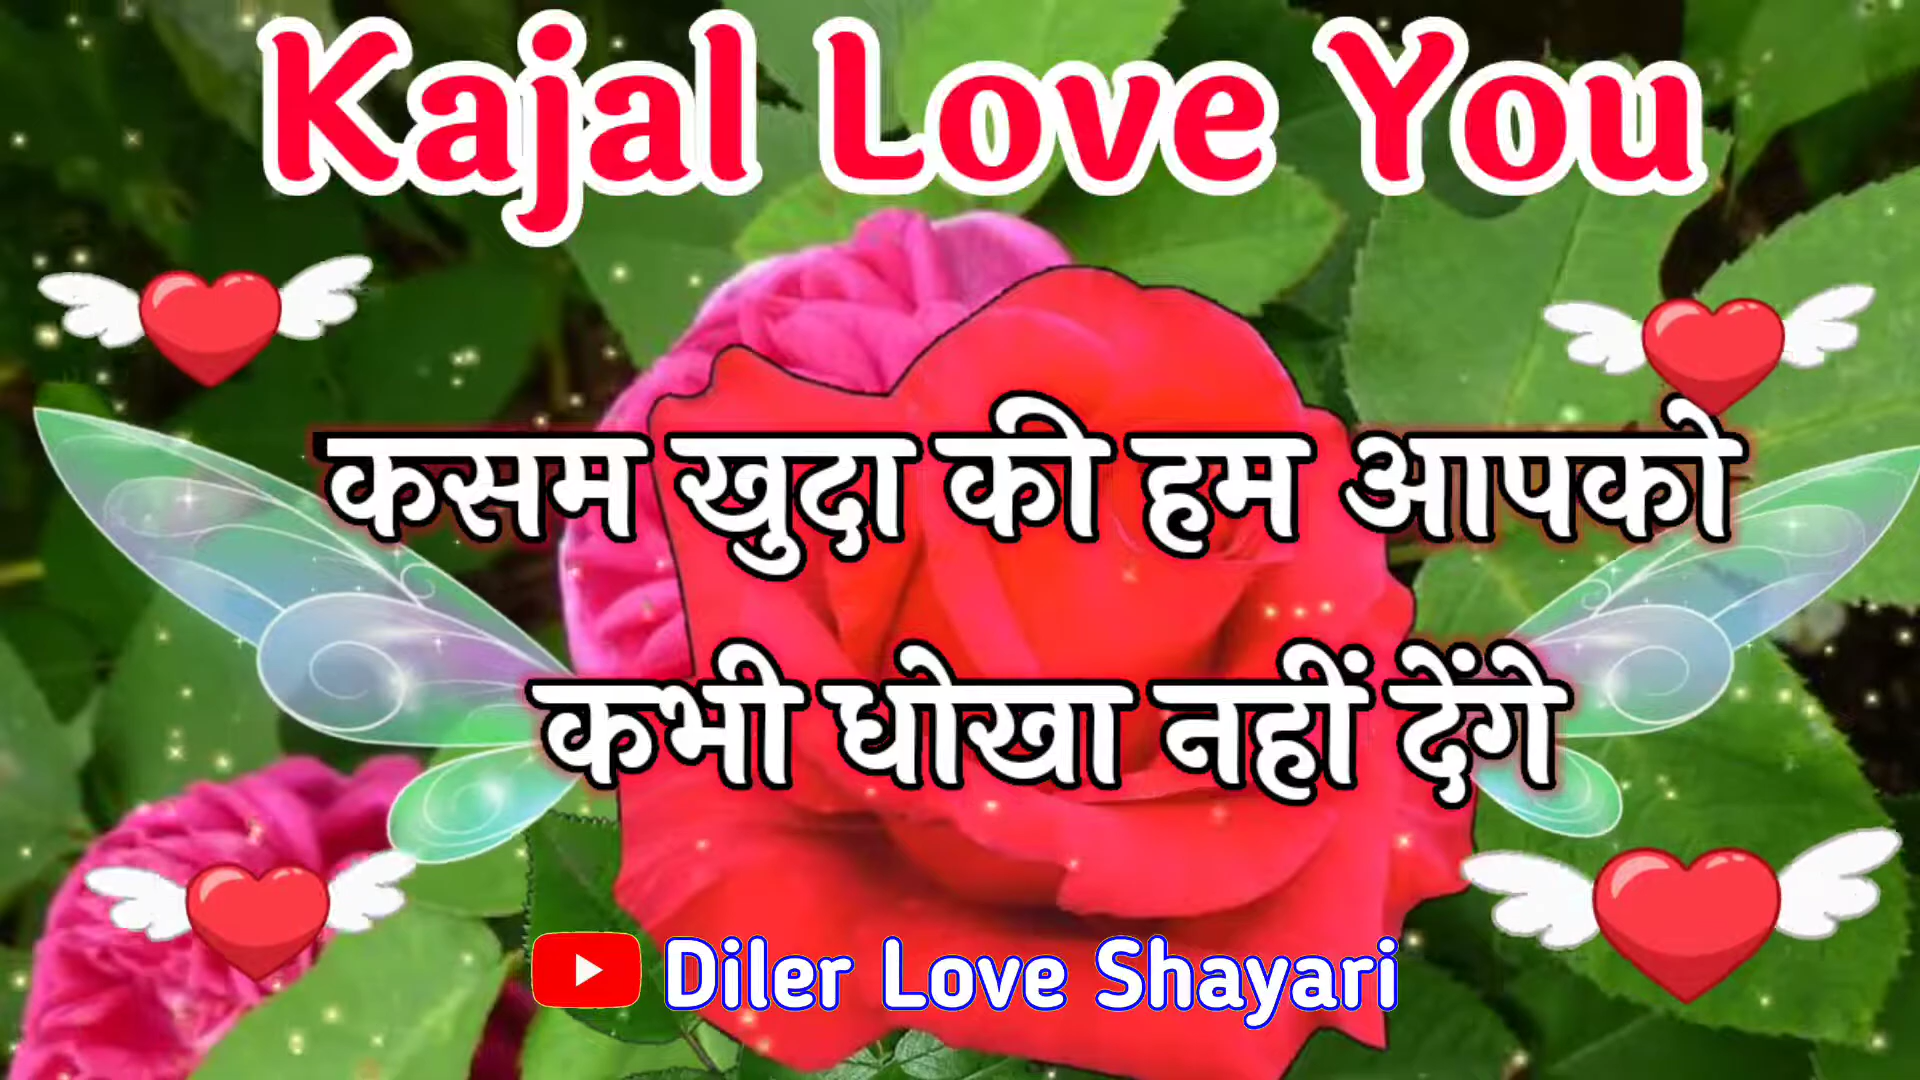 Kajal Love You
कसम खुदा की हम आपको
कभी धोखा नहीं देंगे
Diler Love Shayari